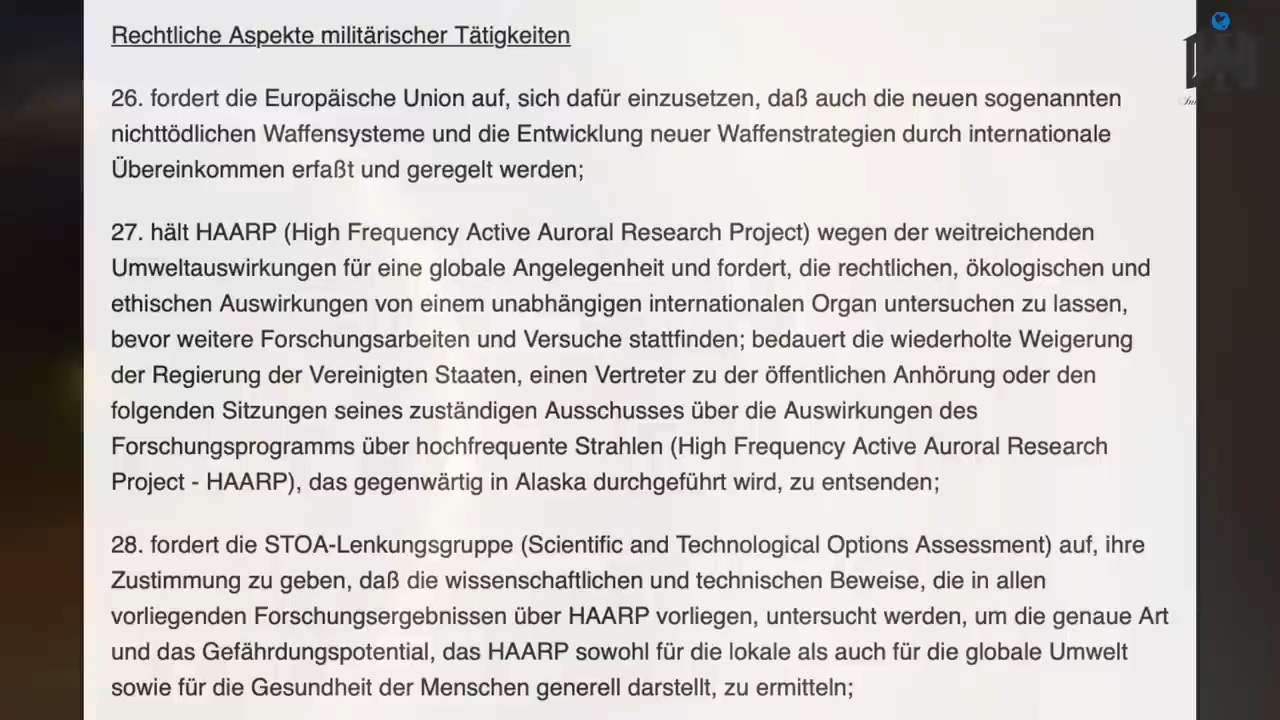 Rechtliche Aspekte militärischer Tätigkeiten
26. fordert die Europäische Union auf, sich dafür einzusetzen, daß auch die neuen sogenannten
nichttödlichen Waffensysteme und die Entwicklung neuer Waffenstrategien durch internationale
Übereinkommen erfaßt und geregelt werden;
27. hält HAARP (High Frequency Active Auroral Research Project) wegen der weitreichenden
Umweltauswirkungen für eine globale Angelegenheit und fordert, die rechtlichen, ökologischen und
ethischen Auswirkungen von einem unabhängigen internationalen Organ untersuchen zu lassen,
bevor weitere Forschungsarbeiten und Versuche stattfinden; bedauert die wiederholte Weigerung
der Regierung der Vereinigten Staaten, einen Vertreter zu der öffentlichen Anhörung oder den
folgenden Sitzungen seines zuständigen Ausschusses über die Auswirkungen des
Forschungsprogramms über hochfrequente Strahlen (High Frequency Active Auroral Research
Project - HAARP), das gegenwärtig in Alaska durchgeführt wird, zu entsenden;
28. fordert die STOA-Lenkungsgruppe (Scientific and Technological Options Assessment) auf, ihre
Zustimmung zu geben, daß die wissenschaftlichen und technischen Beweise, die in allen
vorliegenden Forschungsergebnissen über HAARP vorliegen, untersucht werden, um die genaue Art
und das Gefährdungspotential, das HAARP sowohl für die lokale als auch für die globale Umwelt
sowie für die Gesundheit der Menschen generell darstellt, zu ermitteln;